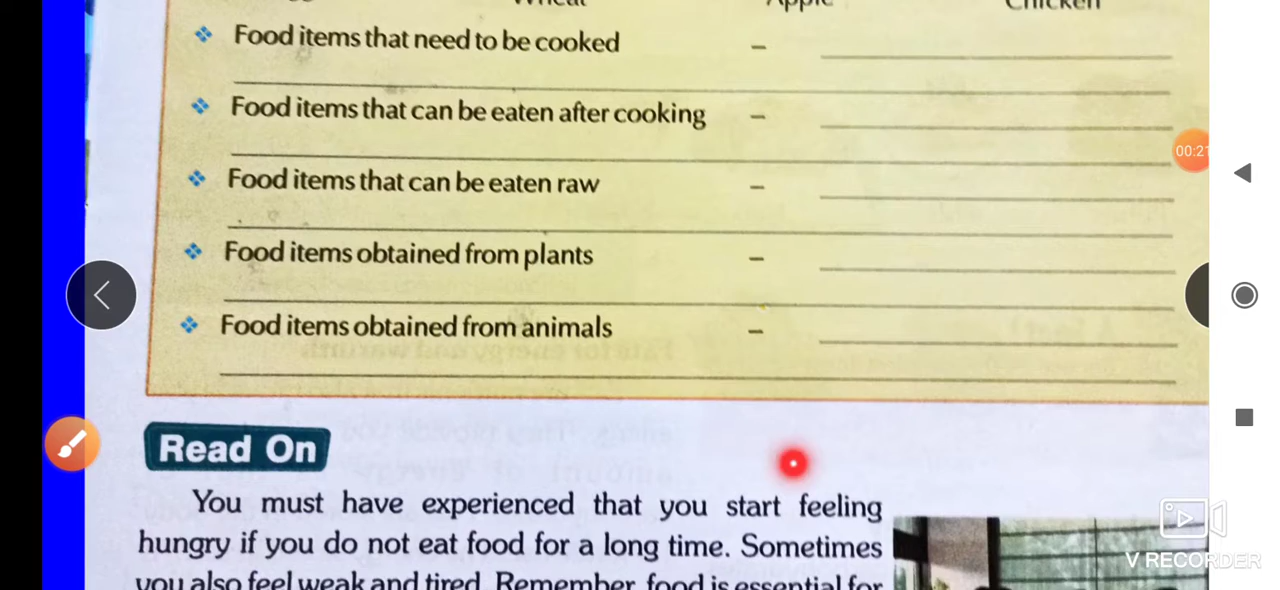 Wheat Apple Chicken
Food items that need to be cooked –
Food items that can be eaten after cooking –
Food items that can be eaten raw –
Food items obtained from plants –
Food items obtained from animals –
00:21
Read On
You must have experienced that you start feeling
hungry if you do not eat food for a long time. Sometimes
you also feel weak and tired. Remember, food is essential for
V RECORDER